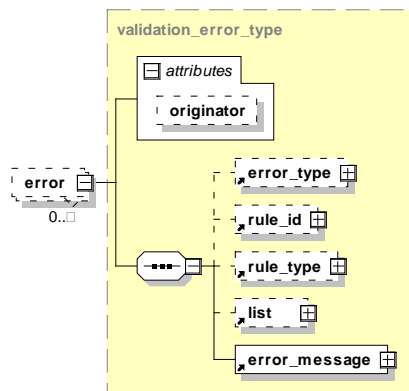 validation_error_type
attributes
originator
error
0..□
error_type
rule_id
rule_type
list
error_message